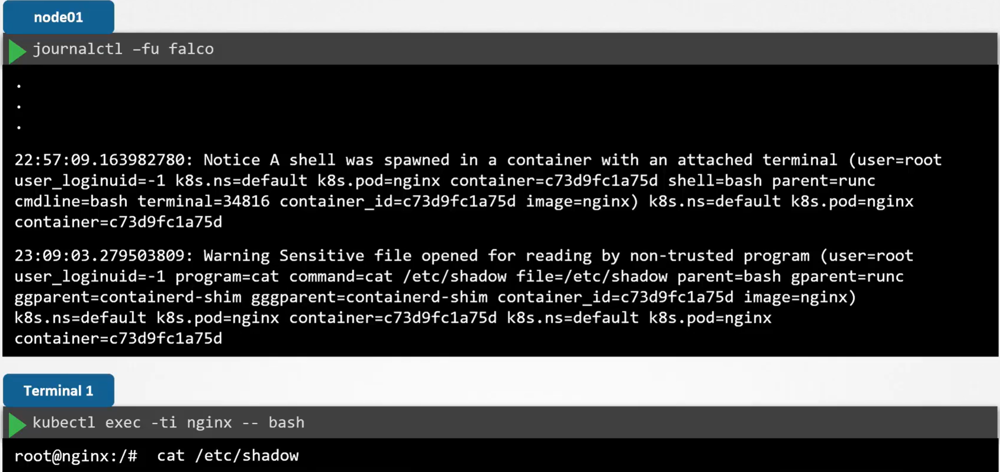 node01
journalctl –fu falco
.
.
.
22:57:09.163982780: Notice A shell was spawned in a container with an attached terminal (user=root
user_loginuid=-1 k8s.ns=default k8s.pod=nginx container=c73d9fc1a75d shell=bash parent=runc
cmdline=bash terminal=34816 container_id=c73d9fc1a75d image=nginx) k8s.ns=default k8s.pod=nginx
container=c73d9fc1a75d
23:09:03.279503809: Warning Sensitive file opened for reading by non-trusted program (user=root
user_loginuid=-1 program=cat command=cat /etc/shadow file=/etc/shadow parent=bash gparent=runc
ggparent=containerd-shim gggparent=containerd-shim container_id=c73d9fc1a75d image=nginx)
k8s.ns=default k8s.pod=nginx container=c73d9fc1a75d k8s.ns=default k8s.pod=nginx
container=c73d9fc1a75d
Terminal 1
kubectl exec -ti nginx -- bash
root@nginx:/# cat /etc/shadow